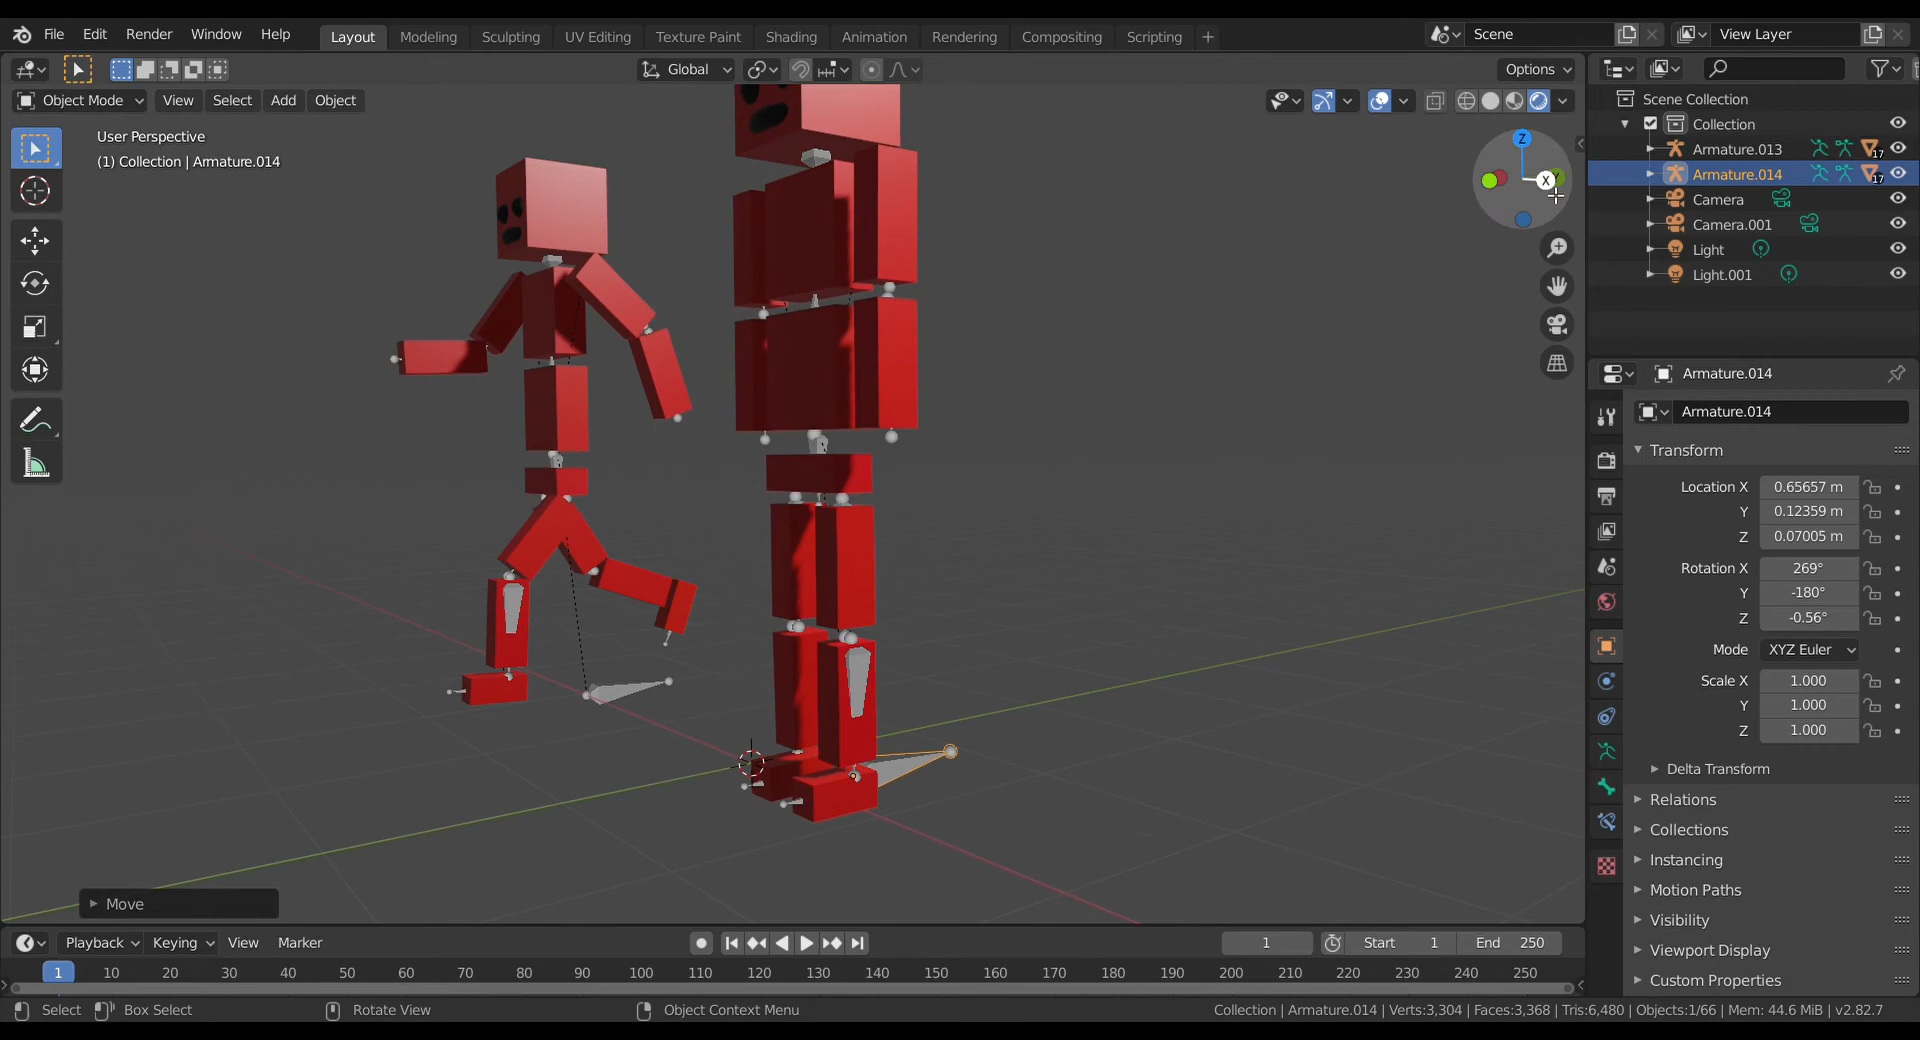 File Edit Render Window Help Layout Modeling Sculpting UV Editing Texture Paint Shading Animation Rendering Compositing Scripting + Scene View Layer
Global Options
Object Mode View Select Add Object
User Perspective
(1) Collection | Armature.014
Z
X
Y
Scene Collection
Collection
Armature.013 17
Armature.014 17
Camera
Camera.001
Light
Light.001
Armature.014
Armature.014
Transform
Location X 0.65657 m
Y 0.12359 m
Z 0.07005 m
Rotation X 269°
Y -180°
Z -0.56°
Mode XYZ Euler
Scale X 1.000
Y 1.000
Z 1.000
Delta Transform
Relations
Collections
Instancing
Motion Paths
Visibility
Viewport Display
Custom Properties
Move
Playback Keying View Marker 1 Start 1 End 250
1 10 20 30 40 50 60 70 80 90 100 110 120 130 140 150 160 170 180 190 200 210 220 230 240 250
Select Box Select Rotate View Object Context Menu Collection | Armature.014 | Verts:3,304 | Faces:3,368 | Tris:6,480 | Objects:1/66 | Mem: 44.6 MiB | v2.82.7